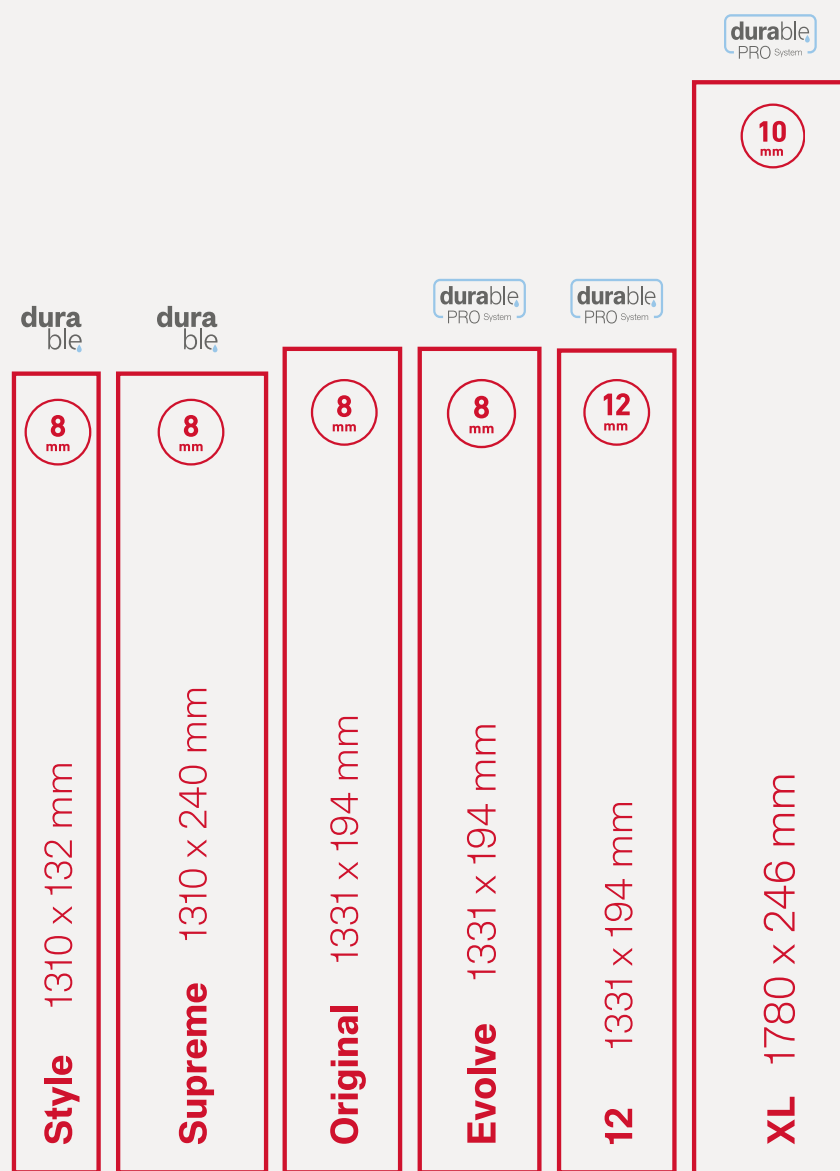 dura
ble
8
mm
Style 1310 x 132 mm
dura
ble
8
mm
Supreme 1310 x 240 mm
8
mm
Original 1331 x 194 mm
durable
PRO System
8
mm
Evolve 1331 x 194 mm
durable
PRO System
12
mm
12 1331 x 194 mm
durable
PRO System
10
mm
XL 1780 x 246 mm